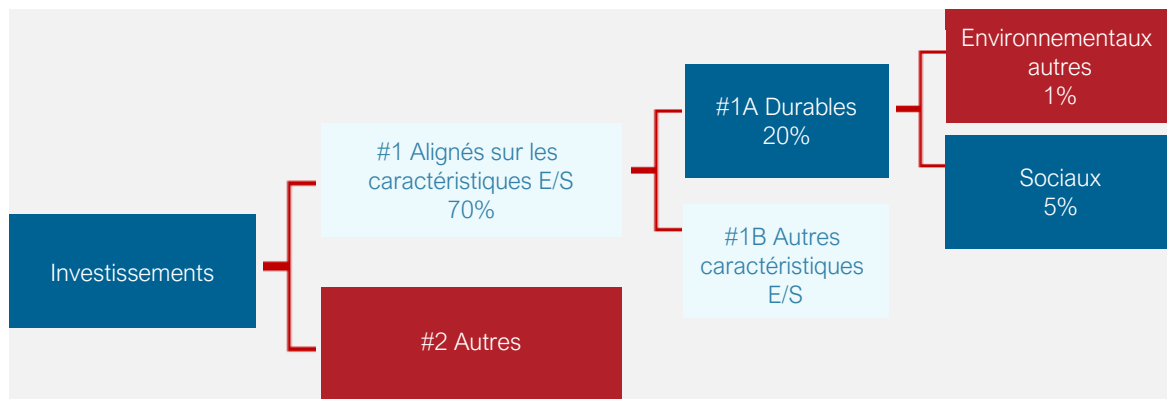 Investissements
#1 Alignés sur les
caractéristiques E/S
70%
#2 Autres
#1A Durables
20%
#1B Autres
caractéristiques
E/S
Environnementaux
autres
1%
Sociaux
5%